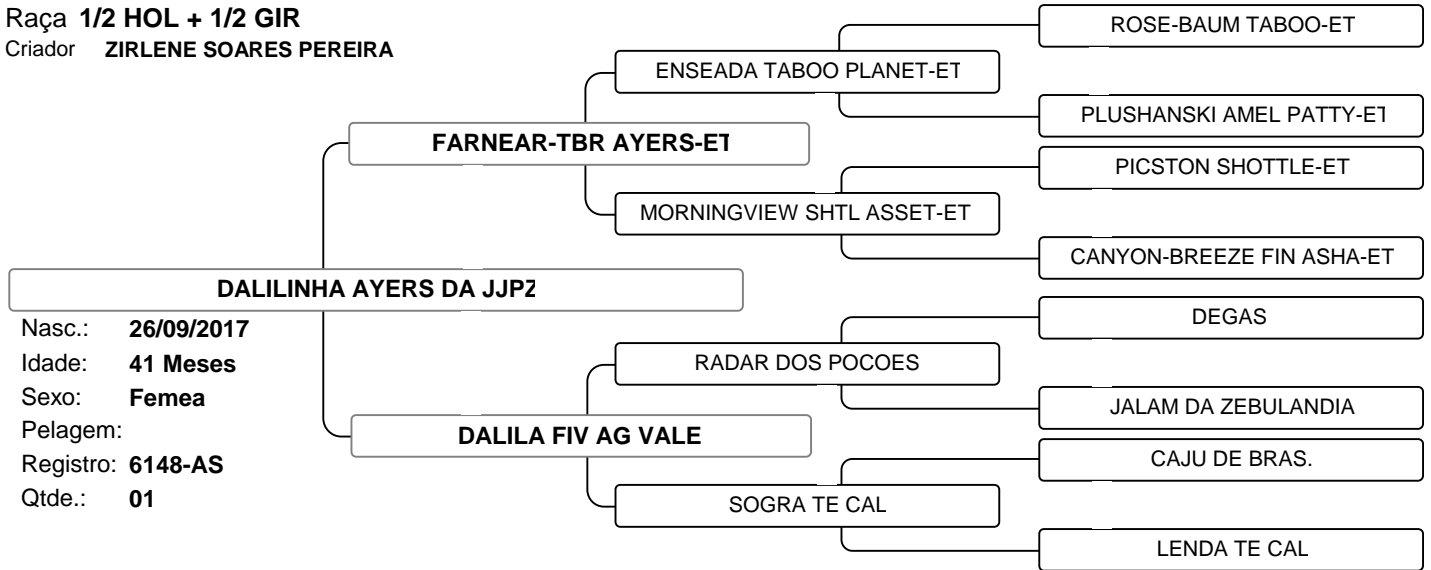 Raça 1/2 HOL + 1/2 GIR
Criador ZIRLENE SOARES PEREIRA
ROSE-BAUM TABOO-ET
ENSEADA TABOO PLANET-ET
PLUSHANSKI AMEL PATTY-ET
FARNEAR-TBR AYERS-ET
PICSTON SHOTTLE-ET
MORNINGVIEW SHTL ASSET-ET
CANYON-BREEZE FIN ASHA-ET
DALILINHA AYERS DA JJPZ
Nasc.: 26/09/2017
Idade: 41 Meses
Sexo: Femea
Pelagem:
Registro: 6148-AS
Qtde.: 01
DEGAS
RADAR DOS POCOES
JALAM DA ZEBULANDIA
DALILA FIV AG VALE
CAJU DE BRAS.
SOGRA TE CAL
LENDA TE CAL